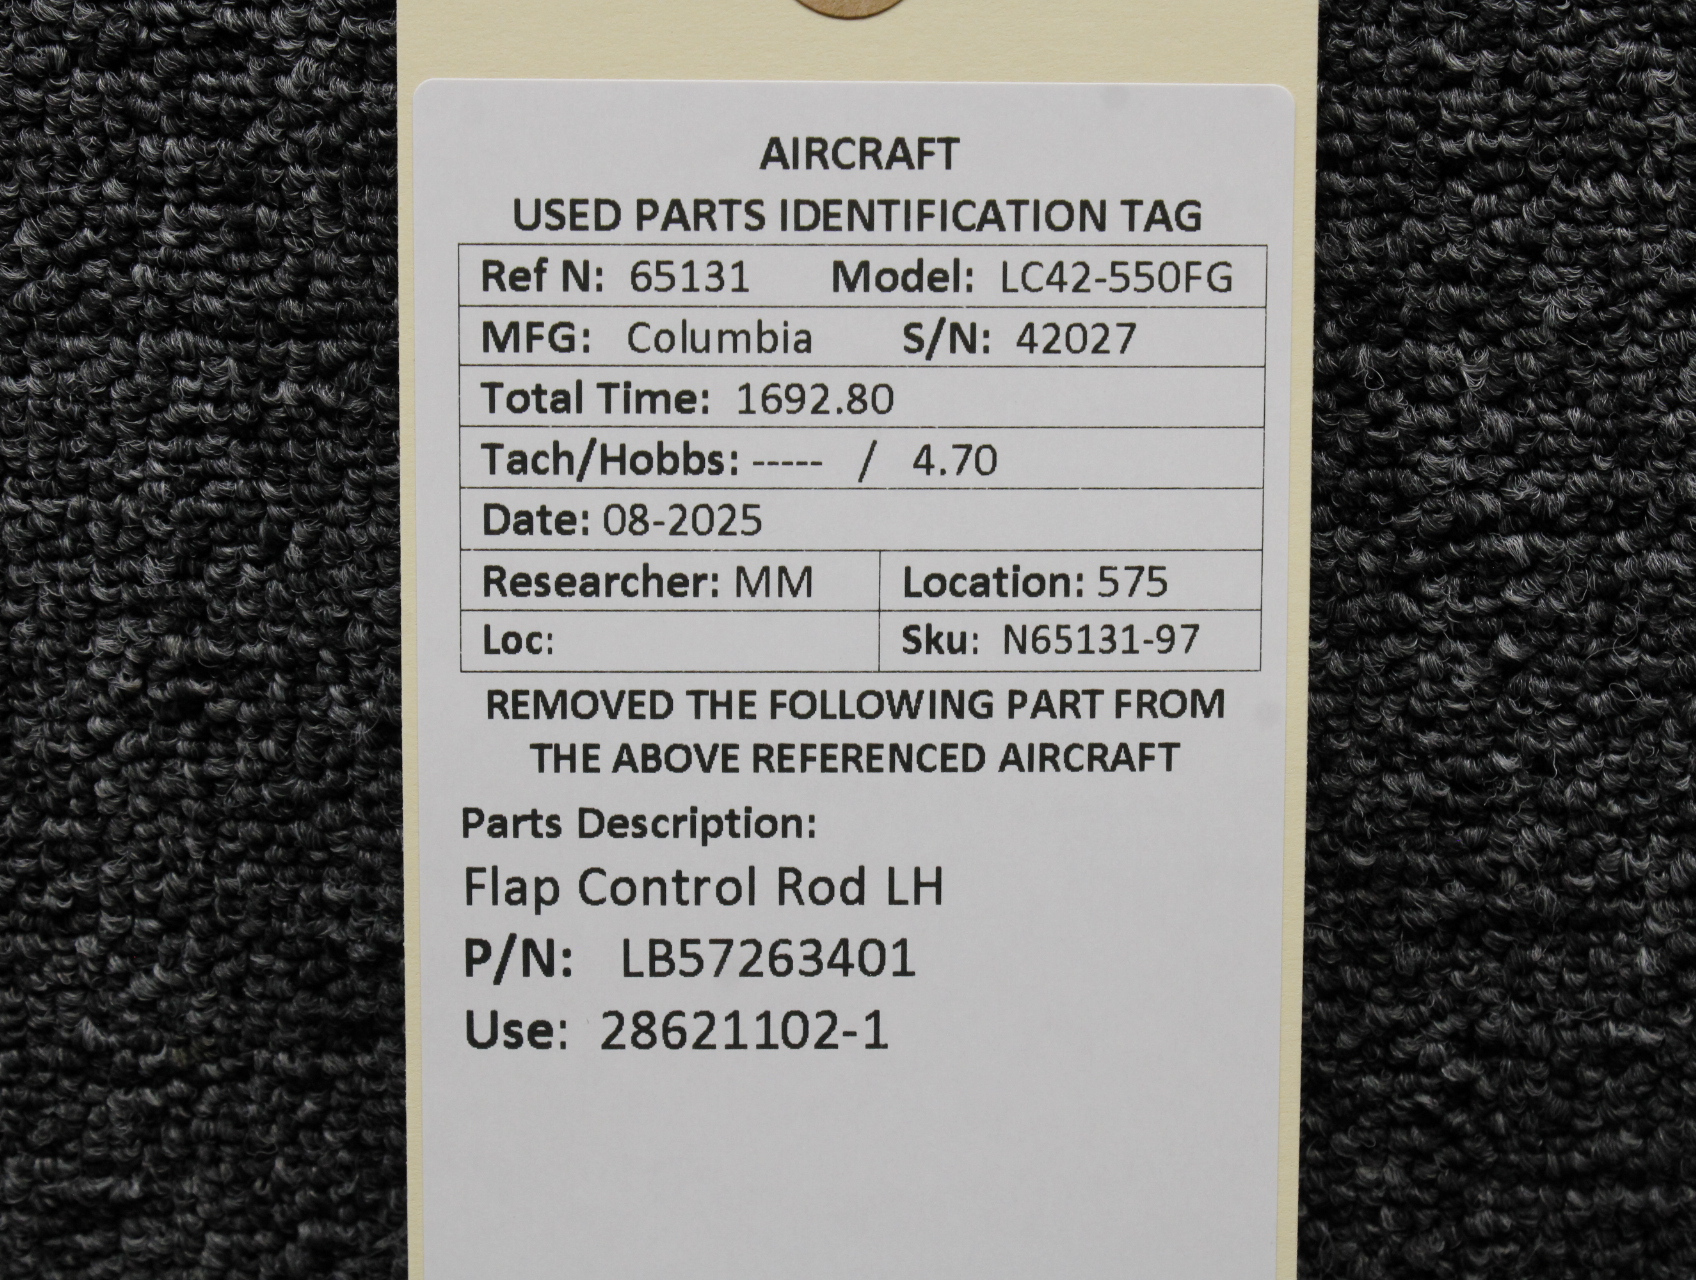 AIRCRAFT
USED PARTS IDENTIFICATION TAG
Ref N: 65131 Model: LC42-550FG
MFG: Columbia S/N: 42027
Total Time: 1692.80
Tach/Hobbs: ----- / 4.70
Date: 08-2025
Researcher: MM Location: 575
Loc: Sku: N65131-97
REMOVED THE FOLLOWING PART FROM
THE ABOVE REFERENCED AIRCRAFT
Parts Description:
Flap Control Rod LH
P/N: LB57263401
Use: 28621102-1